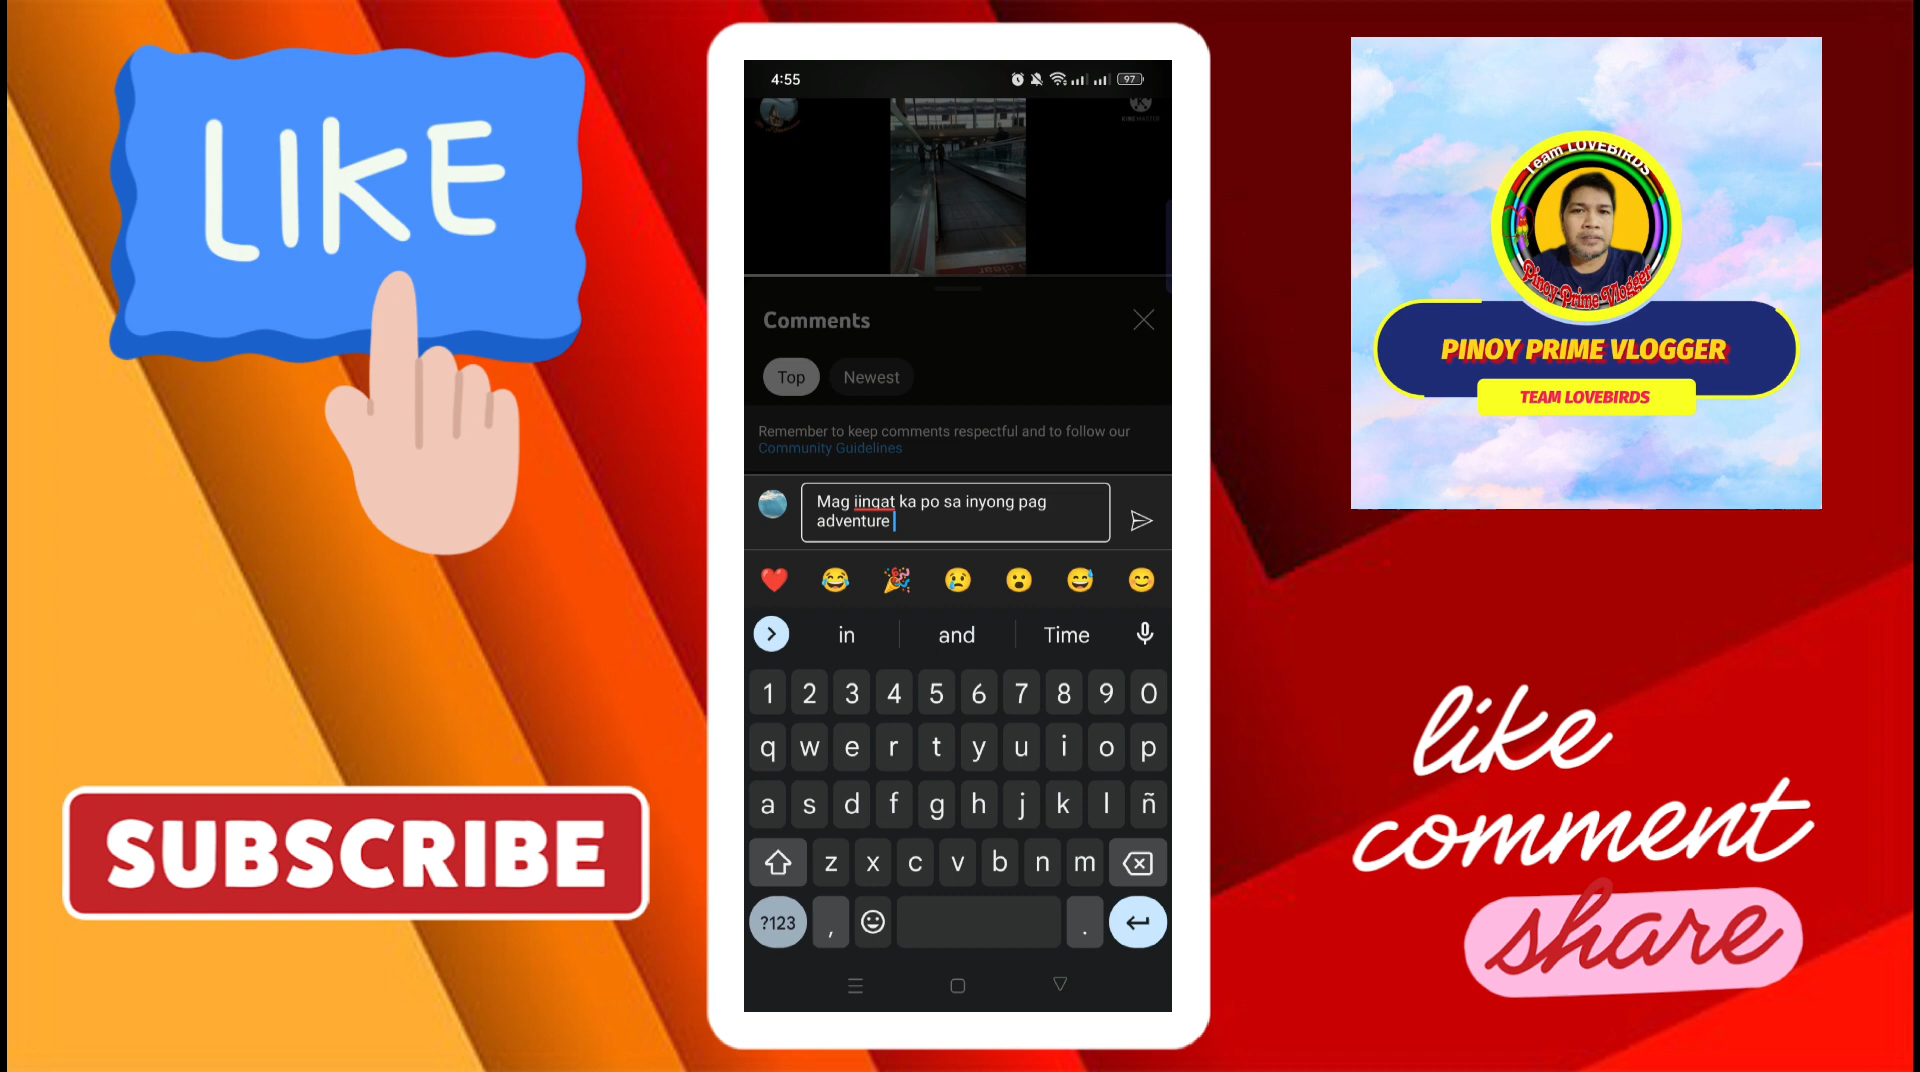 LIKE
SUBSCRIBE
4:55
97
KINEMASTER
clear
Comments
Top
Newest
Remember to keep comments respectful and to follow our
Community Guidelines
Mag iingat ka po sa inyong pag
adventure
in
and
Time
1 2 3 4 5 6 7 8 9 0
q w e r t y u i o p
a s d f g h j k l ñ
z x c v b n m
?123 , .
Team LOVEBIRDS
Pinoy Prime Vlogger
PINOY PRIME VLOGGER
TEAM LOVEBIRDS
like
comment
share